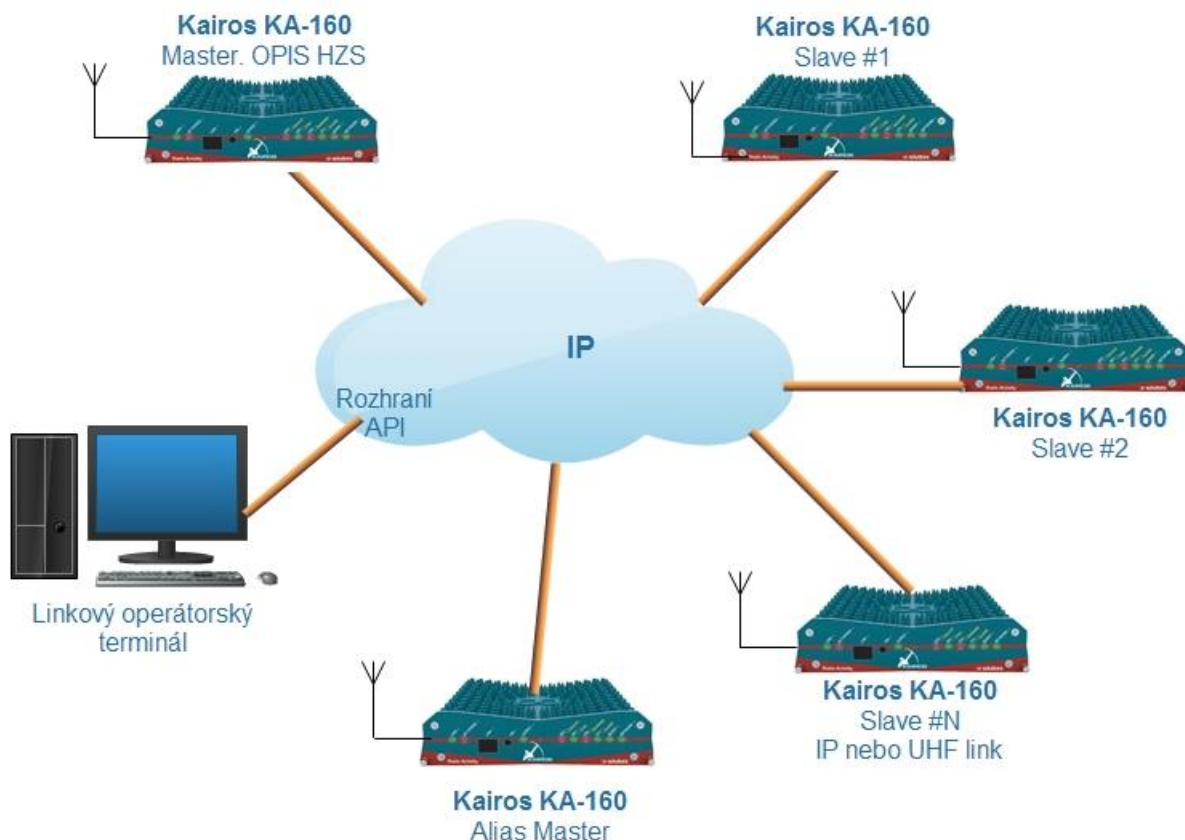 Kairos KA-160
Master. OPIS HZS
Kairos KA-160
Slave #1
IP
Kairos KA-160
Slave #2
Rozhraní
API
Linkový operátorský
terminál
Kairos KA-160
Slave #N
IP nebo UHF link
Kairos KA-160
Alias Master